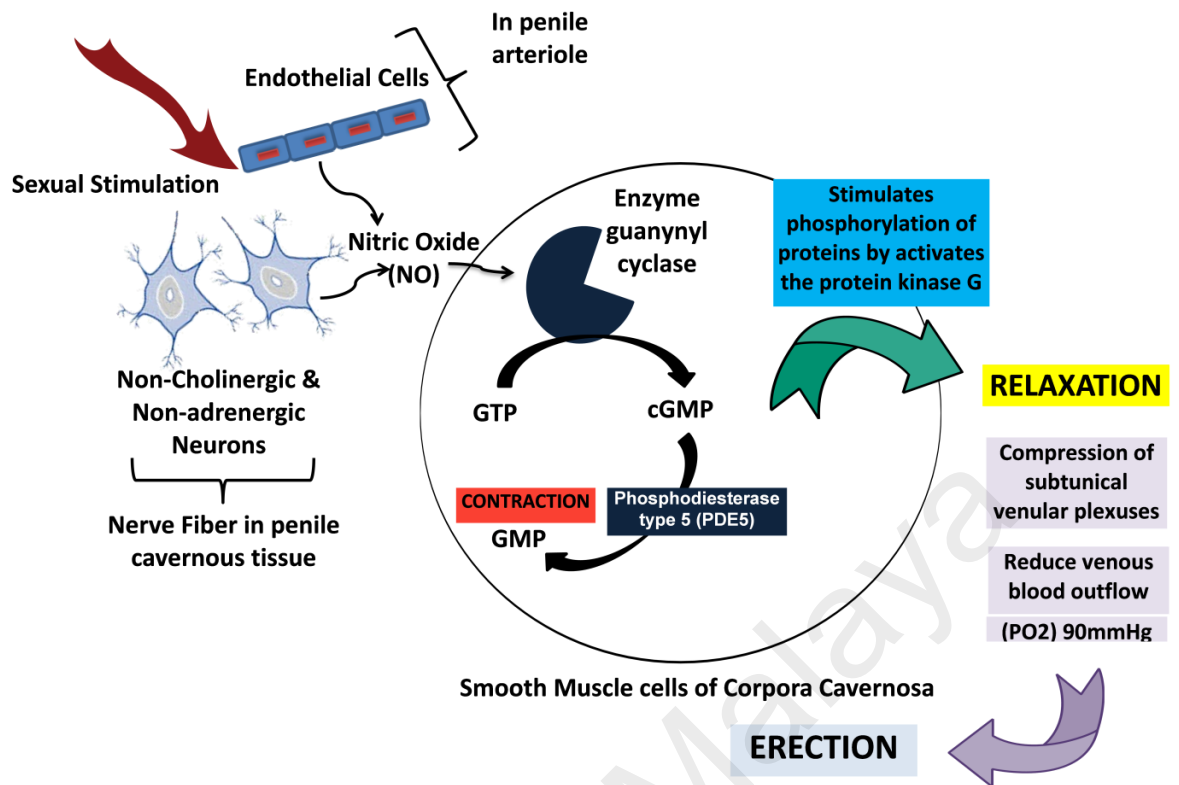 In penile
arteriole
Endothelial Cells
Sexual Stimulation
Nitric Oxide
(NO)
Non-Cholinergic &
Non-adrenergic
Neurons
Nerve Fiber in penile
cavernous tissue
Enzyme
guanynyl
cyclase
GTP
cGMP
Phosphodiesterase
type 5 (PDE5)
CONTRACTION
GMP
Smooth Muscle cells of Corpora Cavernosa
Stimulates
phosphorylation of
proteins by activates
the protein kinase G
RELAXATION
Compression of
subtunical
venular plexuses
Reduce venous
blood outflow
(PO2) 90mmHg
ERECTION
Malaya